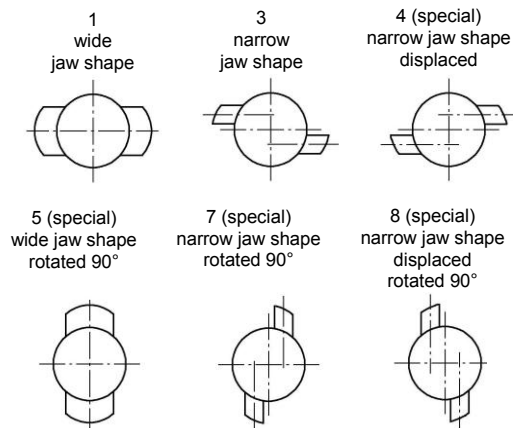 1
wide
jaw shape
3
narrow
jaw shape
4 (special)
narrow jaw shape
displaced
5 (special)
wide jaw shape
rotated 90°
7 (special)
narrow jaw shape
rotated 90°
8 (special)
narrow jaw shape
displaced
rotated 90°